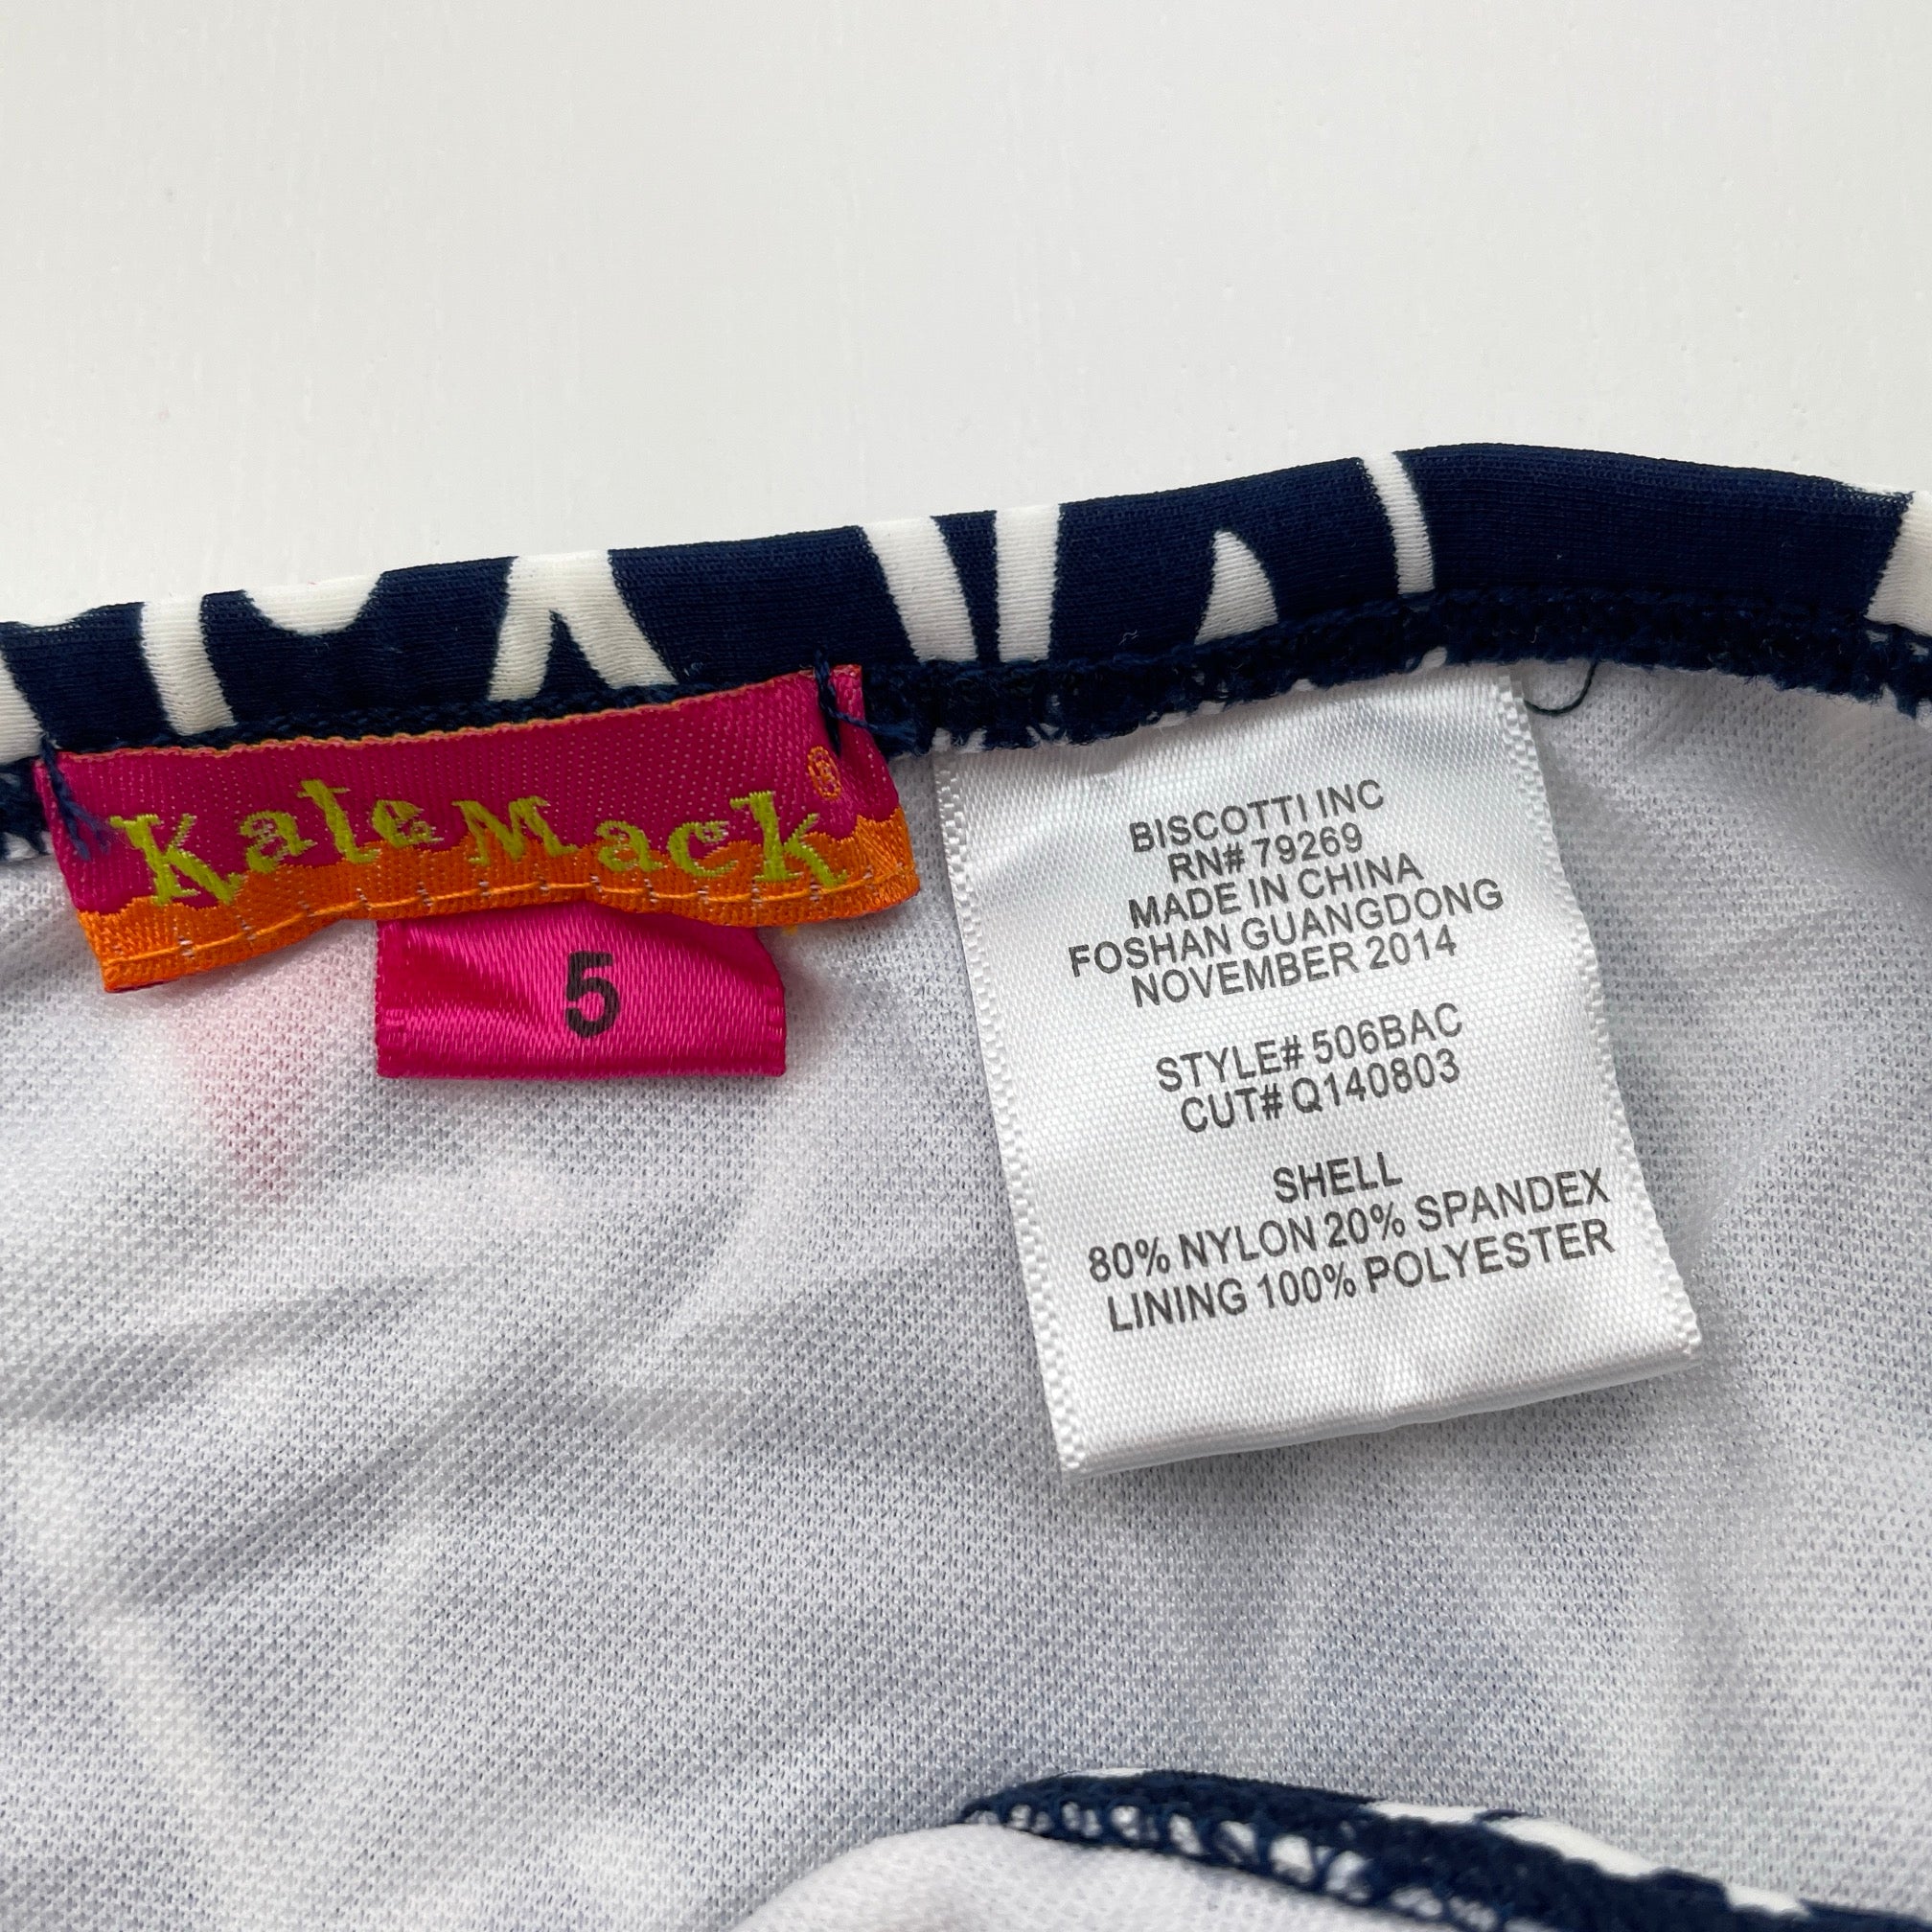 Kate Mack ®
5
BISCOTTI INC
RN# 79269
MADE IN CHINA
FOSHAN GUANGDONG
NOVEMBER 2014
STYLE# 506BAC
CUT# Q140803
SHELL
80% NYLON 20% SPANDEX
LINING 100% POLYESTER